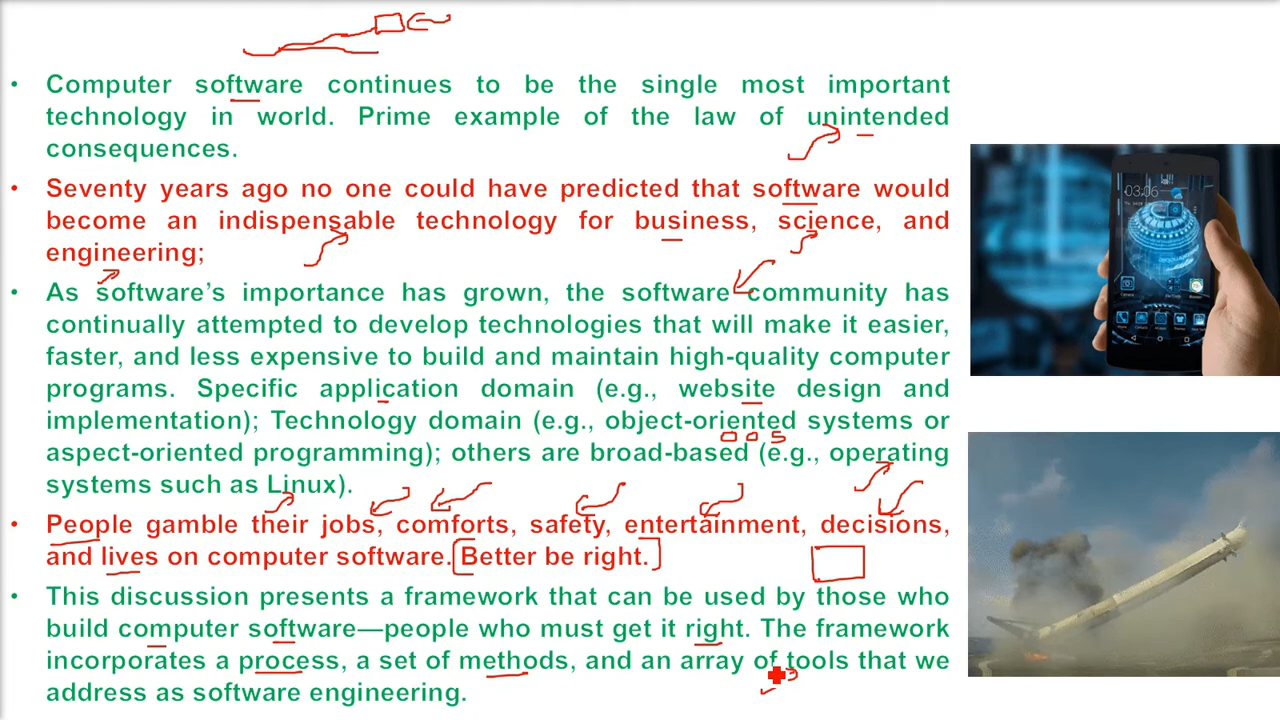 • Computer software continues to be the single most important
technology in world. Prime example of the law of unintended
consequences.
• Seventy years ago no one could have predicted that software would
become an indispensable technology for business, science, and
engineering;
• As software's importance has grown, the software community has
continually attempted to develop technologies that will make it easier,
faster, and less expensive to build and maintain high-quality computer
programs. Specific application domain (e.g., website design and
implementation); Technology domain (e.g., object-oriented systems or
aspect-oriented programming); others are broad-based (e.g., operating
systems such as Linux).
• People gamble their jobs, comforts, safety, entertainment, decisions,
and lives on computer software. Better be right.
• This discussion presents a framework that can be used by those who
build computer software—people who must get it right. The framework
incorporates a process, a set of methods, and an array of tools that we
address as software engineering.
03:06